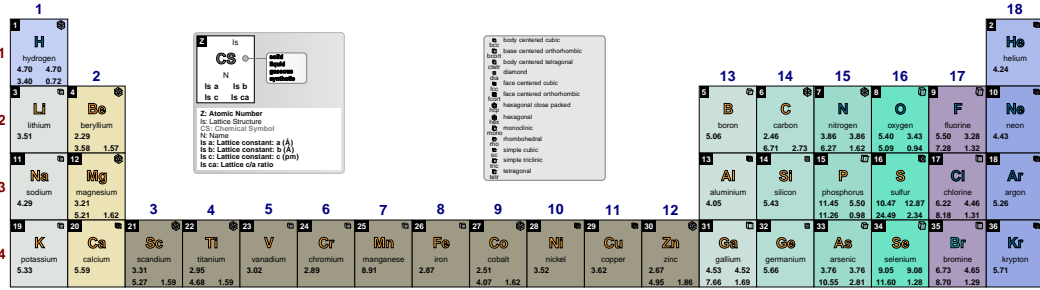 1 18
1 2
H He
hydrogen helium
4.70 4.70 4.24
3.40 0.72
Z
ls
CS
N
ls a ls b
ls c ls ca
solid
liquid
gaseous
synthetic
Z: Atomic Number
ls: Lattice Structure
CS: Chemical Symbol
N: Name
ls a: Lattice constant: a (Å)
ls b: Lattice constant: b (Å)
ls c: Lattice constant: c (pm)
ls ca: Lattice c/a ratio
body centered cubic
bcc
base centered orthorhombic
bcort
body centered tetragonal
ctetr
diamond
dia
face centered cubic
fcc
face centered orthorhombic
fcort
hexagonal close packed
hcp
hexagonal
hex
monoclinic
mono
rhombohedral
rho
simple cubic
sc
simple triclinic
tric
tetragonal
tetr
2 13 14 15 16 17
2 3 4 5 6 7 8 9 10
Li Be B C N O F Ne
lithium beryllium boron carbon nitrogen oxygen fluorine neon
3.51 2.29 5.06 2.46 3.86 3.86 5.40 3.43 5.50 3.28 4.43
3.58 1.57 6.71 2.73 6.27 1.62 5.09 0.94 7.28 1.32
3 11 12 13 14 15 16 17 18
Na Mg Al Si P S Cl Ar
sodium magnesium aluminium silicon phosphorus sulfur chlorine argon
4.29 3.21 4.05 5.43 11.45 5.50 10.47 12.87 6.22 4.46 5.26
5.21 1.62 11.26 0.98 24.49 2.34 8.18 1.31
3 4 5 6 7 8 9 10 11 12
4 19 20 21 22 23 24 25 26 27 28 29 30 31 32 33 34 35 36
K Ca Sc Ti V Cr Mn Fe Co Ni Cu Zn Ga Ge As Se Br Kr
potassium calcium scandium titanium vanadium chromium manganese iron cobalt nickel copper zinc gallium germanium arsenic selenium bromine krypton
5.33 5.59 3.31 2.95 3.02 2.89 8.91 2.87 2.51 3.52 3.62 2.67 4.53 4.52 5.66 3.76 3.76 9.05 9.08 6.73 4.65 5.71
5.27 1.59 4.68 1.59 4.07 1.62 4.95 1.86 7.66 1.69 10.55 2.81 11.60 1.28 8.70 1.29